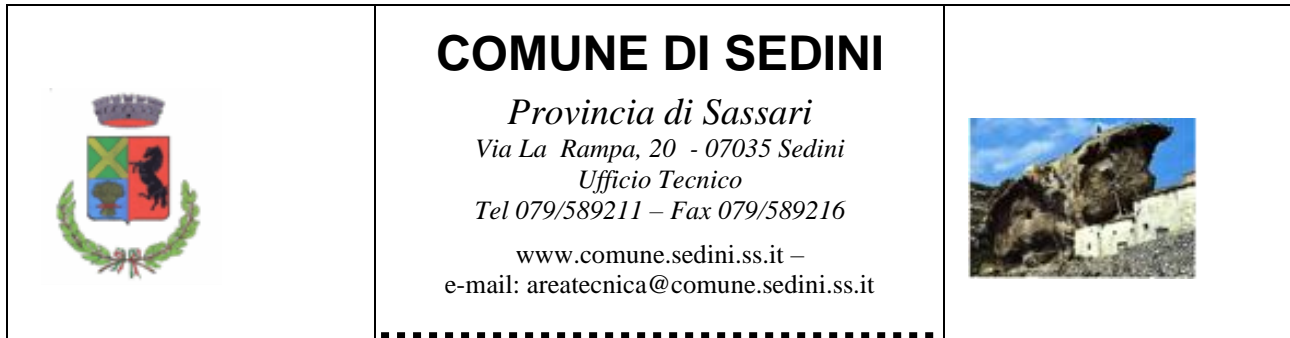 COMUNE DI SEDINI
Provincia di Sassari
Via La Rampa, 20 - 07035 Sedini
Ufficio Tecnico
Tel 079/589211 – Fax 079/589216
www.comune.sedini.ss.it –
e-mail: areatecnica@comune.sedini.ss.it